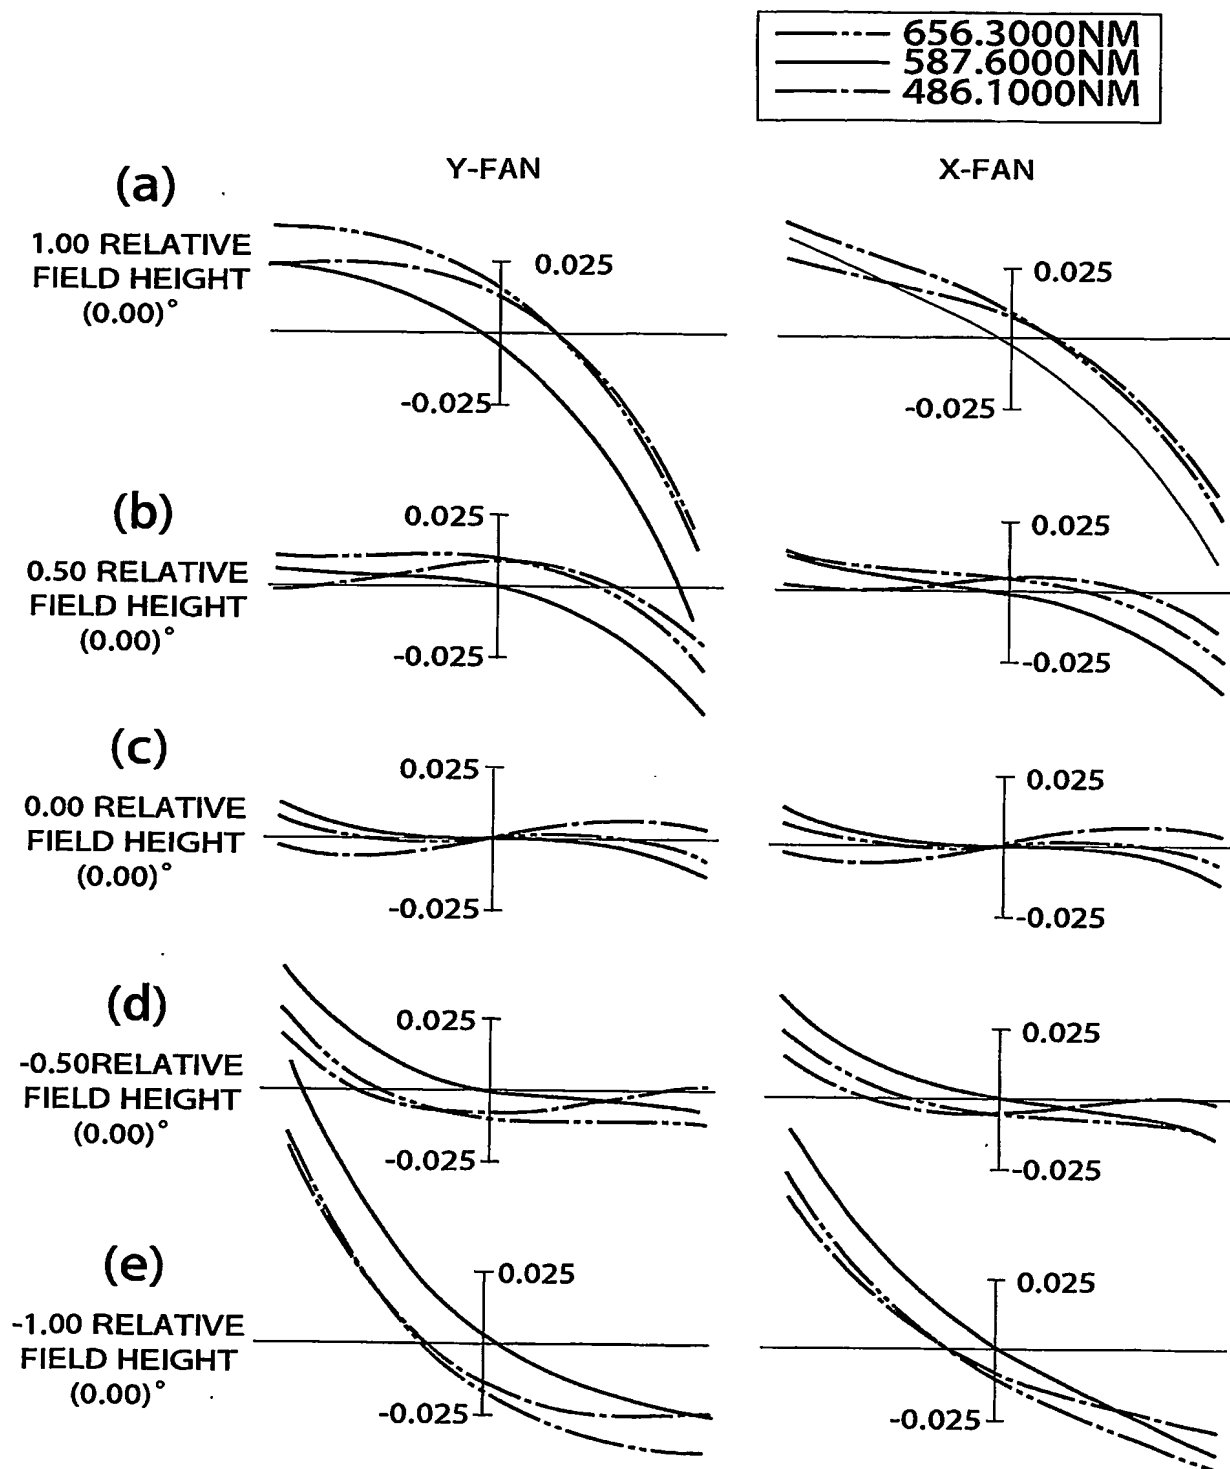 656.3000NM
587.6000NM
486.1000NM
Y-FAN
X-FAN
(a)
1.00 RELATIVE
FIELD HEIGHT
(0.00)°
0.025
-0.025
0.025
-0.025
(b)
0.50 RELATIVE
FIELD HEIGHT
(0.00)°
0.025
-0.025
0.025
-0.025
(c)
0.00 RELATIVE
FIELD HEIGHT
(0.00)°
0.025
-0.025
0.025
-0.025
(d)
-0.50RELATIVE
FIELD HEIGHT
(0.00)°
0.025
-0.025
0.025
-0.025
(e)
-1.00 RELATIVE
FIELD HEIGHT
(0.00)°
0.025
-0.025
0.025
-0.025